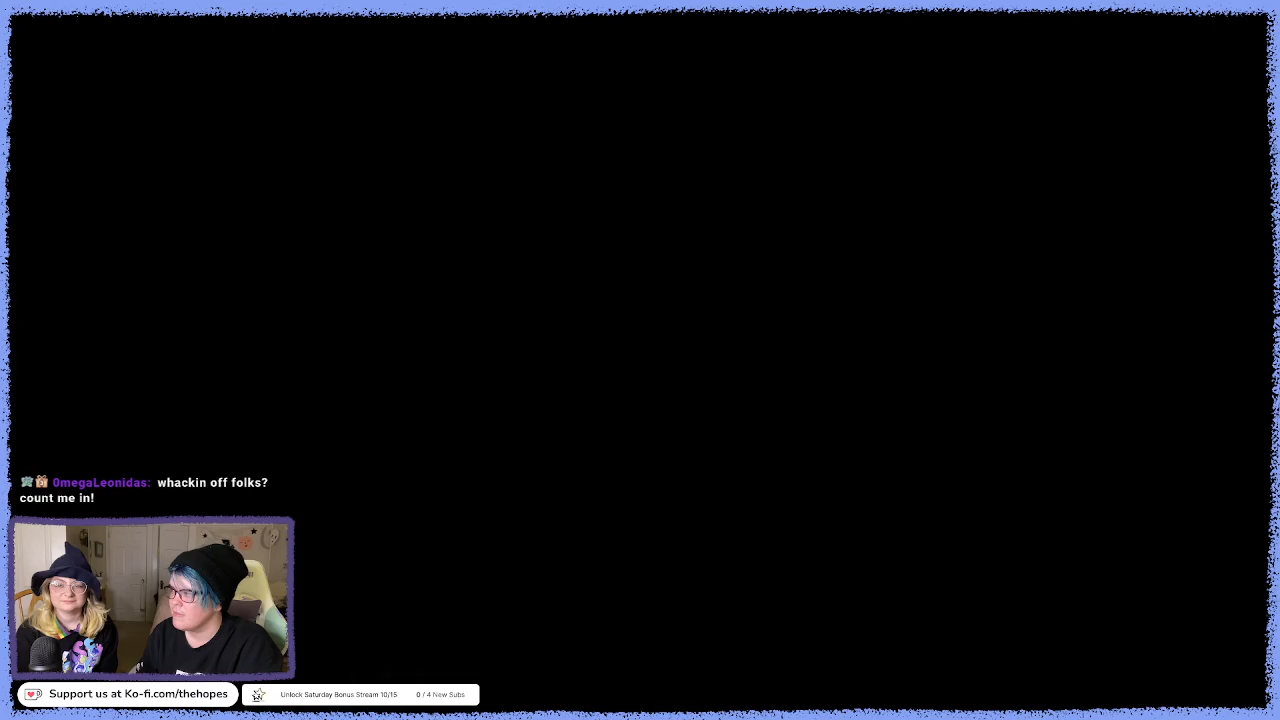 OmegaLeonidas: whackin off folks?
count me in!
Support us at Ko-fi.com/thehopes
Unlock Saturday Bonus Stream 10/15 0 / 4 New Subs